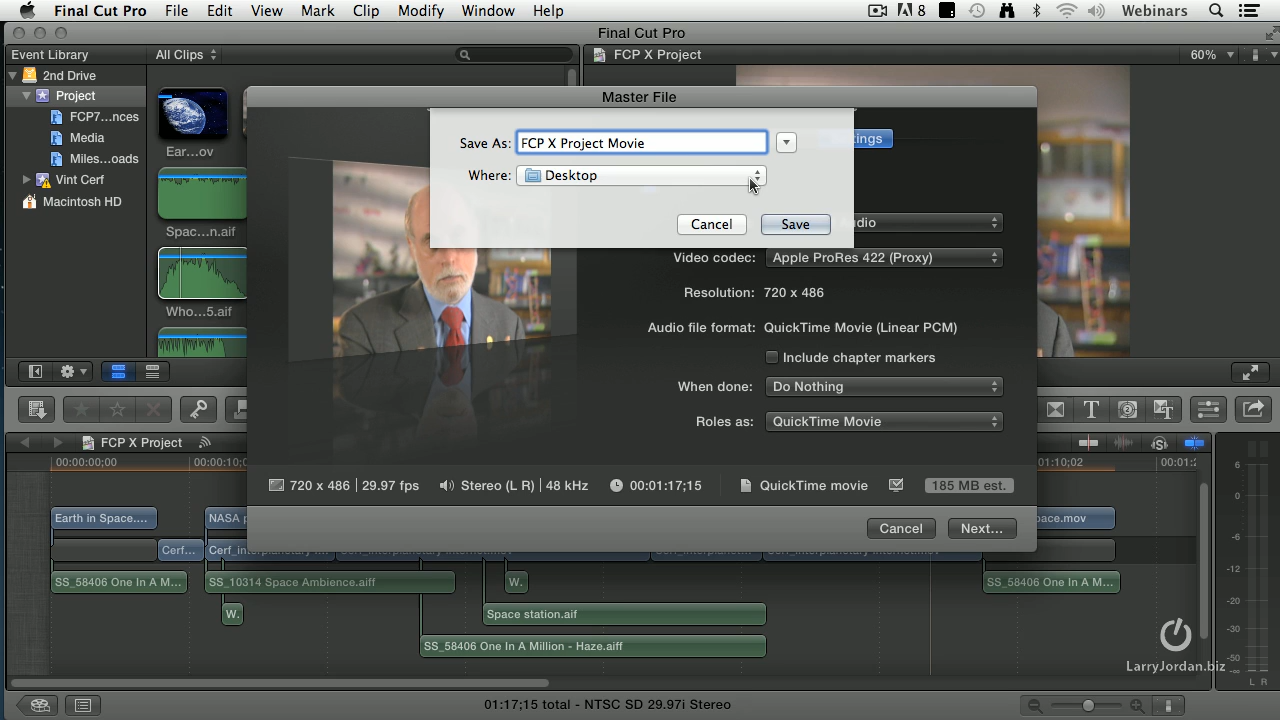 Final Cut Pro File Edit View Mark Clip Modify Window Help 8 Webinars
Final Cut Pro
Event Library All Clips FCP X Project 60%
2nd Drive
Project
FCP7...nces
Media
Miles...oads
Vint Cerf
Macintosh HD
Ear...ov
Spac...n.aif
Who...5.aif
Master File
Save As: FCP X Project Movie
Where: Desktop
Cancel Save
tings
Audio
Video codec: Apple ProRes 422 (Proxy)
Resolution: 720 x 486
Audio file format: QuickTime Movie (Linear PCM)
Include chapter markers
When done: Do Nothing
Roles as: QuickTime Movie
720 x 486 | 29.97 fps Stereo (L R) | 48 kHz 00:01:17;15 QuickTime movie 185 MB est.
Cancel Next...
FCP X Project
00:00:00;00 00:00:10;0 01:10;02 00:01:2
Earth in Space.... NASA p pace.mov
Cerf... Cerf_interplanetary
SS_58406 One In A M... SS_10314 Space Ambience.aiff W. SS_58406 One In A M...
W. Space station.aif
SS_58406 One In A Million - Haze.aiff
6
0
-6
-12
-20
-30
-50
L R
LarryJordan.biz
01:17;15 total - NTSC SD 29.97i Stereo